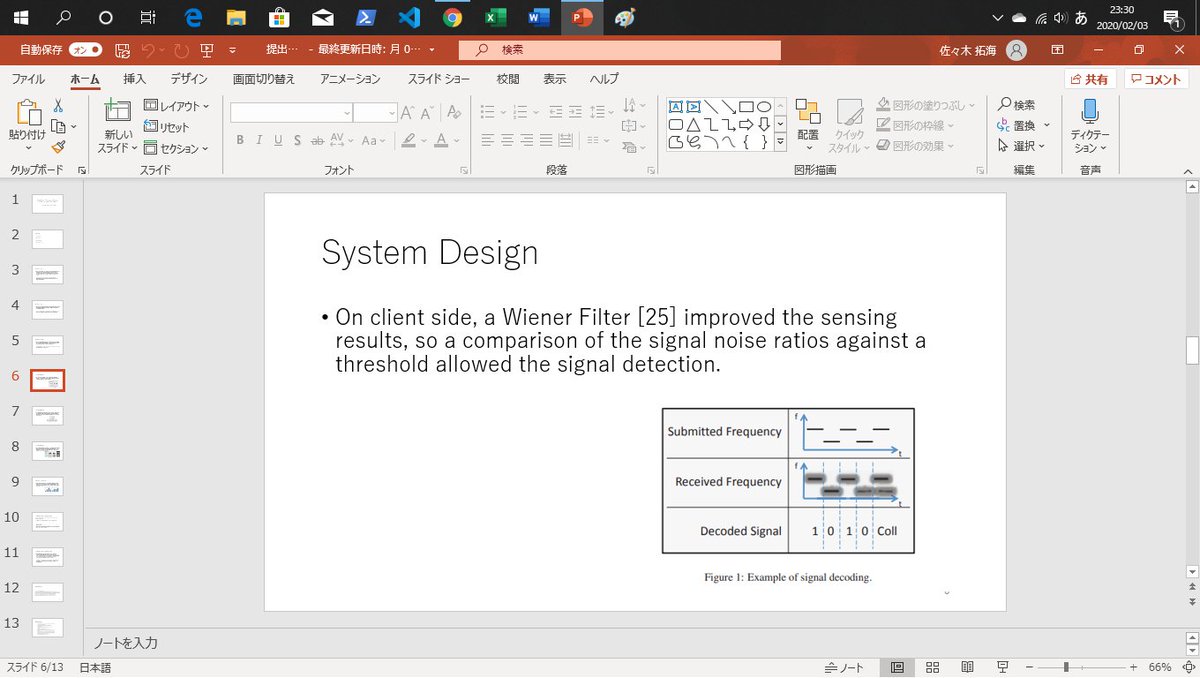 23:30
あ
2020/02/03
1
自動保存 オン 提出… - 最終更新日時: 月 0… 検索 佐々木 拓海
ファイル ホーム 挿入 デザイン 画面切り替え アニメーション スライド ショー 校閲 表示 ヘルプ 共有 コメント
貼り付け 新しい スライド レイアウト リセット セクション
B I U S ab AV Aa A
配置 クイック スタイル 図形の塗りつぶし 図形の枠線 図形の効果
検索 置換 選択 ディクテー ション
クリップボード スライド フォント 段落 図形描画 編集 音声
1
2
3
4
5
6
7
8
9
10
11
12
13
System Design
• On client side, a Wiener Filter [25] improved the sensing
results, so a comparison of the signal noise ratios against a
threshold allowed the signal detection.
Submitted Frequency f t
Received Frequency f t
Decoded Signal 1 0 1 0 Coll
Figure 1: Example of signal decoding.
ノートを入力
スライド 6/13 日本語 ノート 66%